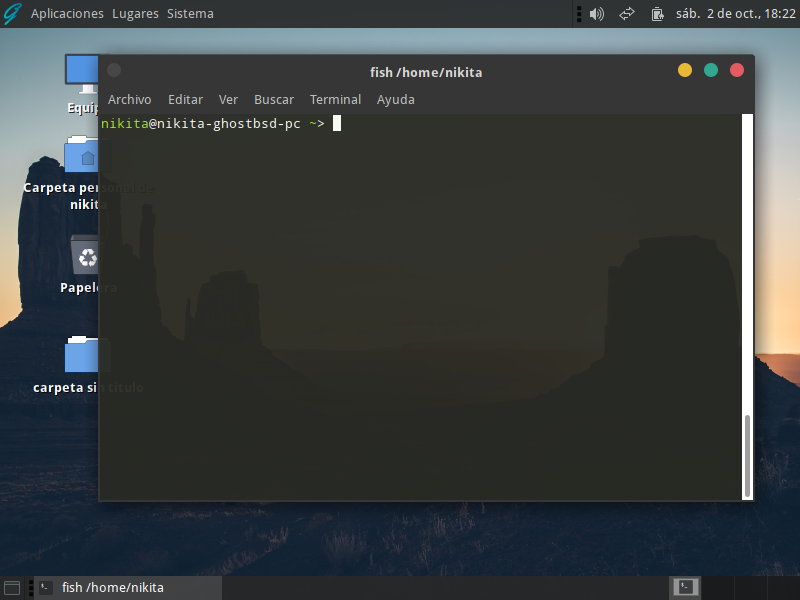 Aplicaciones Lugares Sistema
sáb. 2 de oct., 18:22
fish /home/nikita
Archivo Editar Ver Buscar Terminal Ayuda
nikita@nikita-ghostbsd-pc ~>
Equip
Carpeta personal de
nikita
Papelera
carpeta sin título
fish /home/nikita